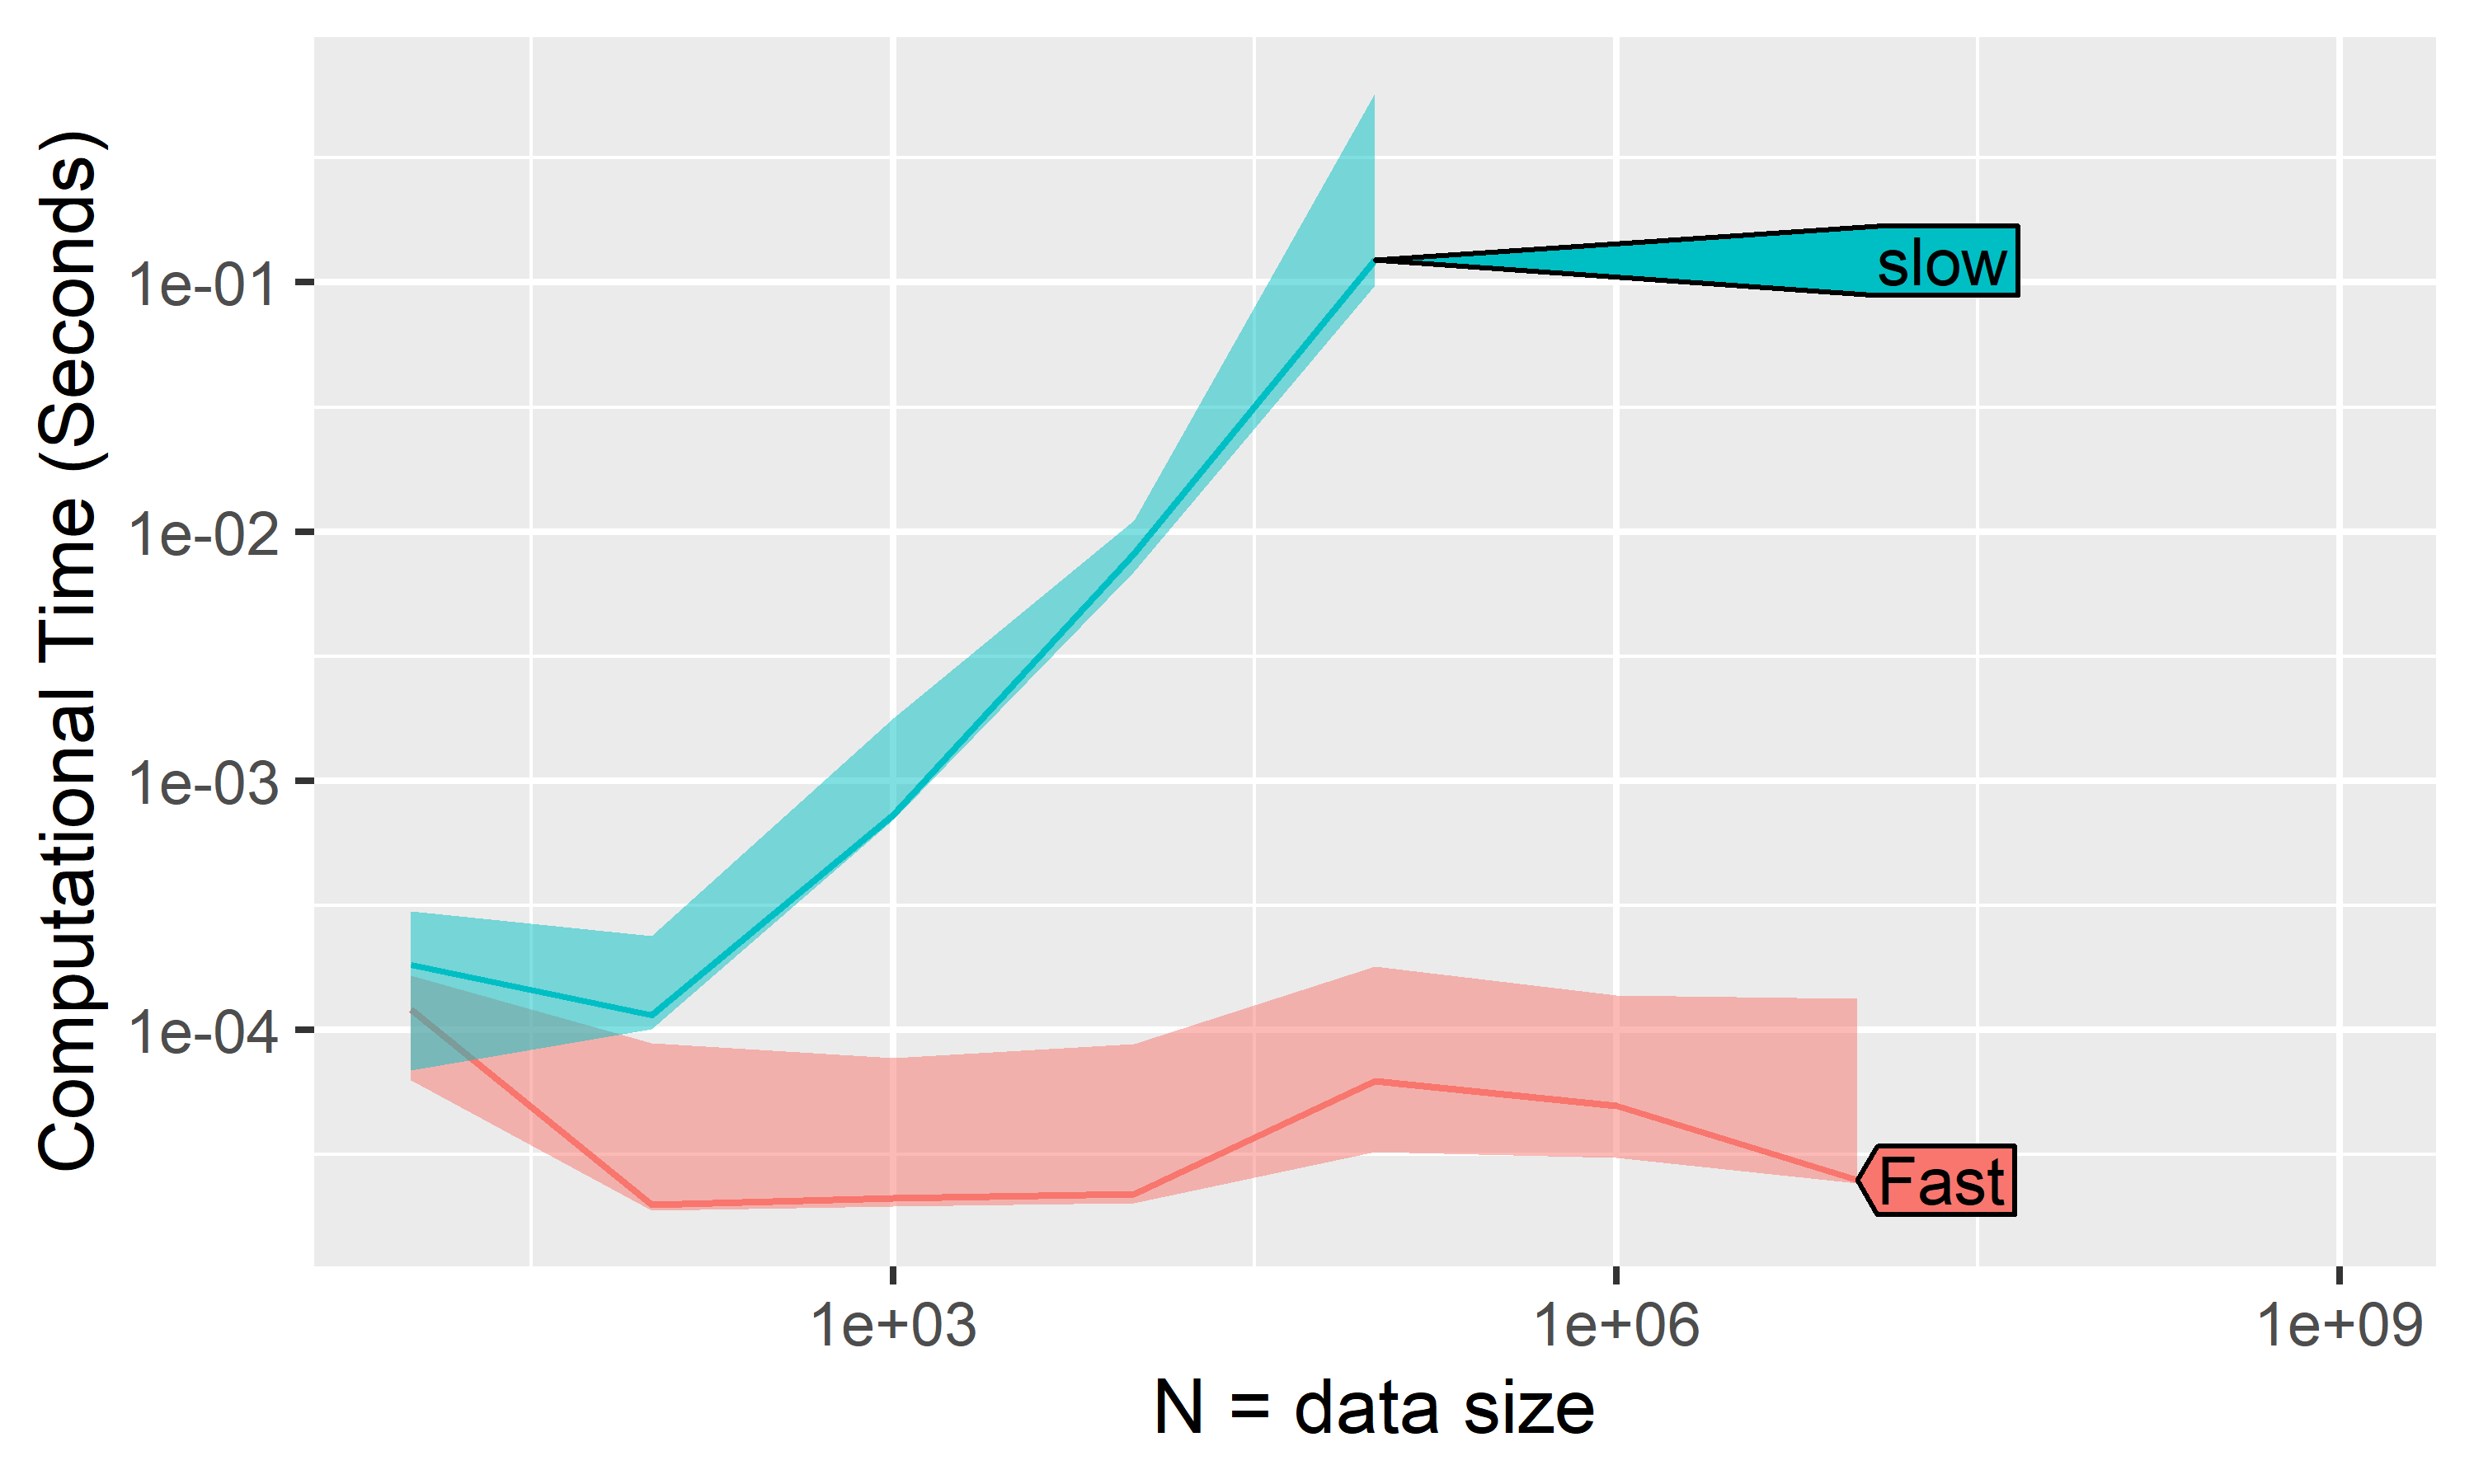 Computational Time (Seconds)
1e-01
1e-02
1e-03
1e-04
slow
Fast
1e+03
1e+06
1e+09
N = data size